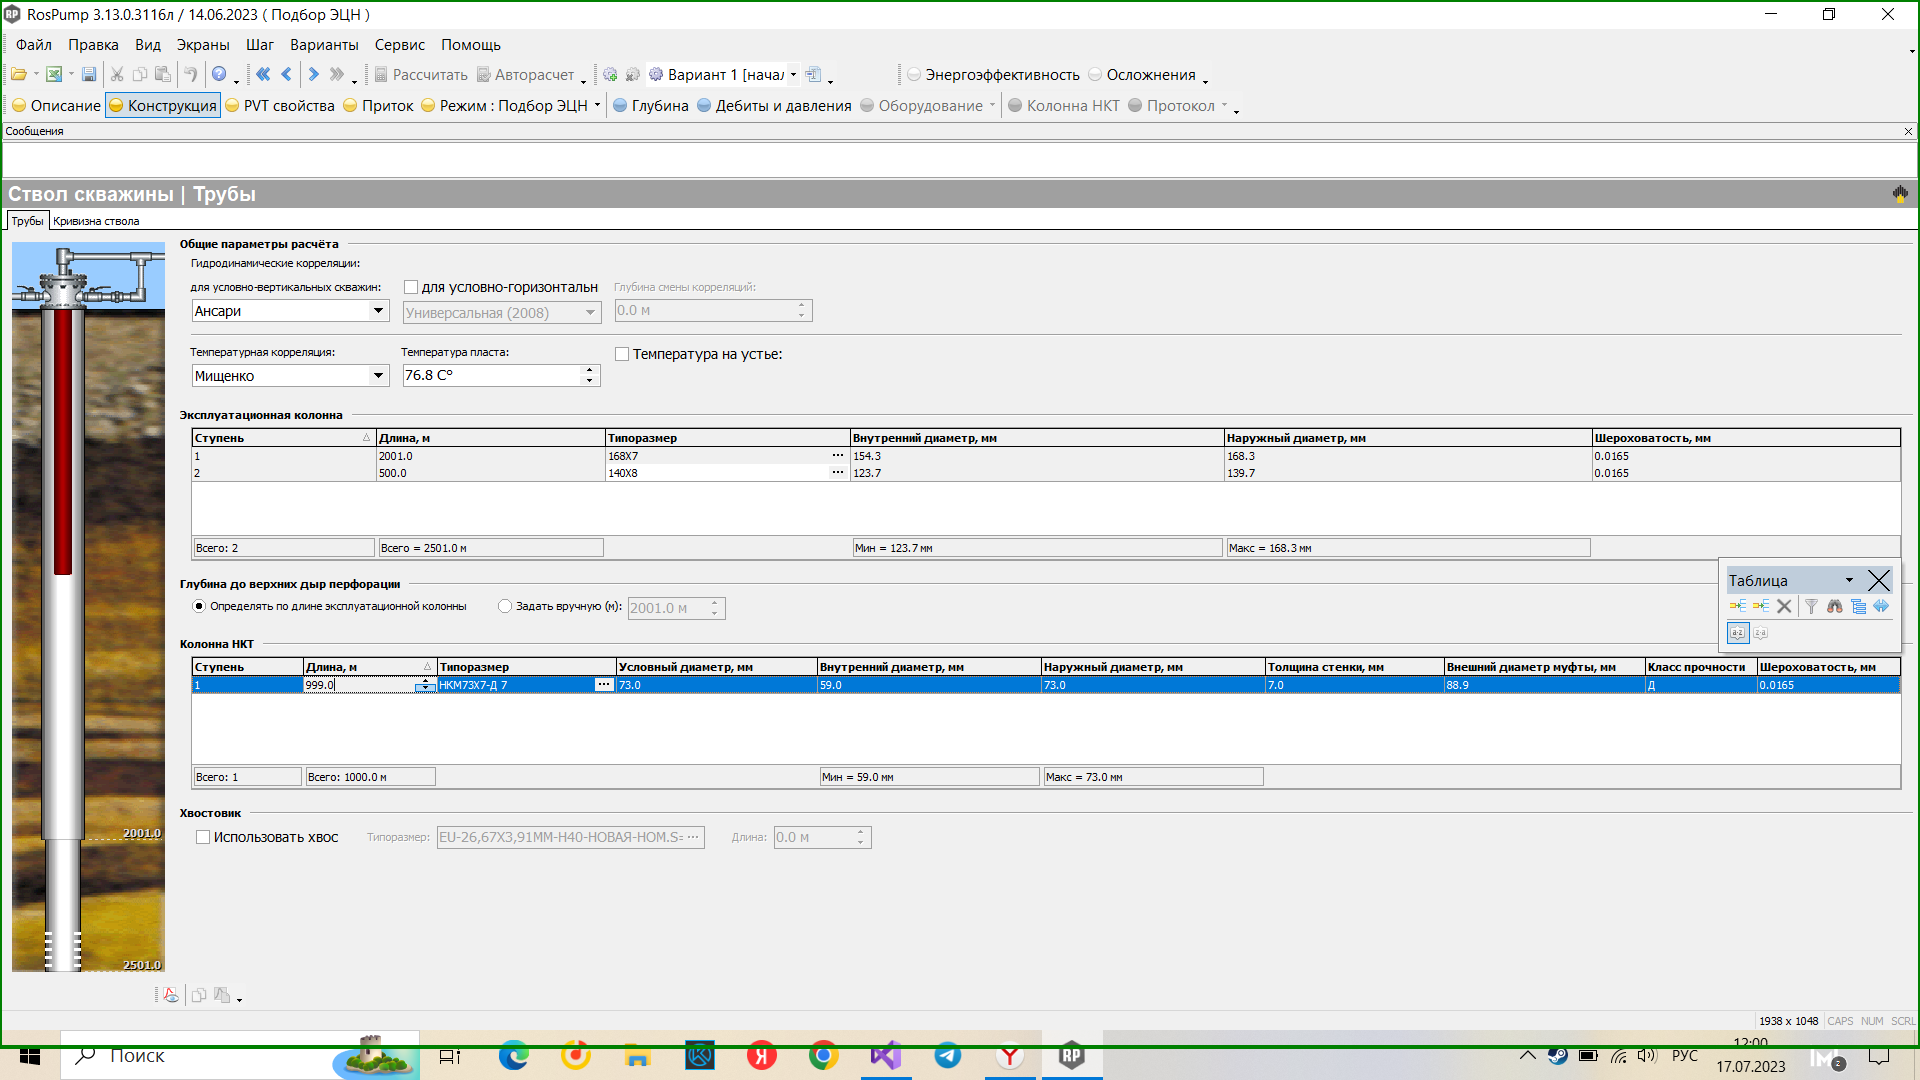 RosPump 3.13.0.3116л / 14.06.2023 ( Подбор ЭЦН )
Файл Правка Вид Экраны Шаг Варианты Сервис Помощь
Рассчитать Авторасчет Вариант 1 [начал Энергоэффективность Осложнения
Описание Конструкция PVT свойства Приток Режим : Подбор ЭЦН Глубина Дебиты и давления Оборудование Колонна НКТ Протокол
Сообщения
Ствол скважины | Трубы
Трубы Кривизна ствола
Общие параметры расчёта
Гидродинамические корреляции:
для условно-вертикальных скважин: для условно-горизонтальн Глубина смены корреляций:
Ансари Универсальная (2008) 0.0 м
Температурная корреляция: Температура пласта: Температура на устье:
Мищенко 76.8 C°
Эксплуатационная колонна
Ступень Длина, м Типоразмер Внутренний диаметр, мм Наружный диаметр, мм Шероховатость, мм
1 2001.0 168X7 ... 154.3 168.3 0.0165
2 500.0 140X8 ... 123.7 139.7 0.0165
Всего: 2 Всего = 2501.0 м Мин = 123.7 мм Макс = 168.3 мм
Таблица
Глубина до верхних дыр перфорации
Определять по длине эксплуатационной колонны Задать вручную (м): 2001.0 м
a-z z-a
Колонна НКТ
Ступень Длина, м Типоразмер Условный диаметр, мм Внутренний диаметр, мм Наружный диаметр, мм Толщина стенки, мм Внешний диаметр муфты, мм Класс прочности Шероховатость, мм
1 999.0 НКМ73X7-Д 7 ... 73.0 59.0 73.0 7.0 88.9 Д 0.0165
Всего: 1 Всего: 1000.0 м Мин = 59.0 мм Макс = 73.0 мм
Хвостовик
Использовать хвос Типоразмер: EU-26,67X3,91ММ-H40-НОВАЯ-НОМ.S= ... Длина: 0.0 м
2001.0
2501.0
1938 x 1048 CAPS NUM SCRL
Поиск
РУС
12:00
17.07.2023
2